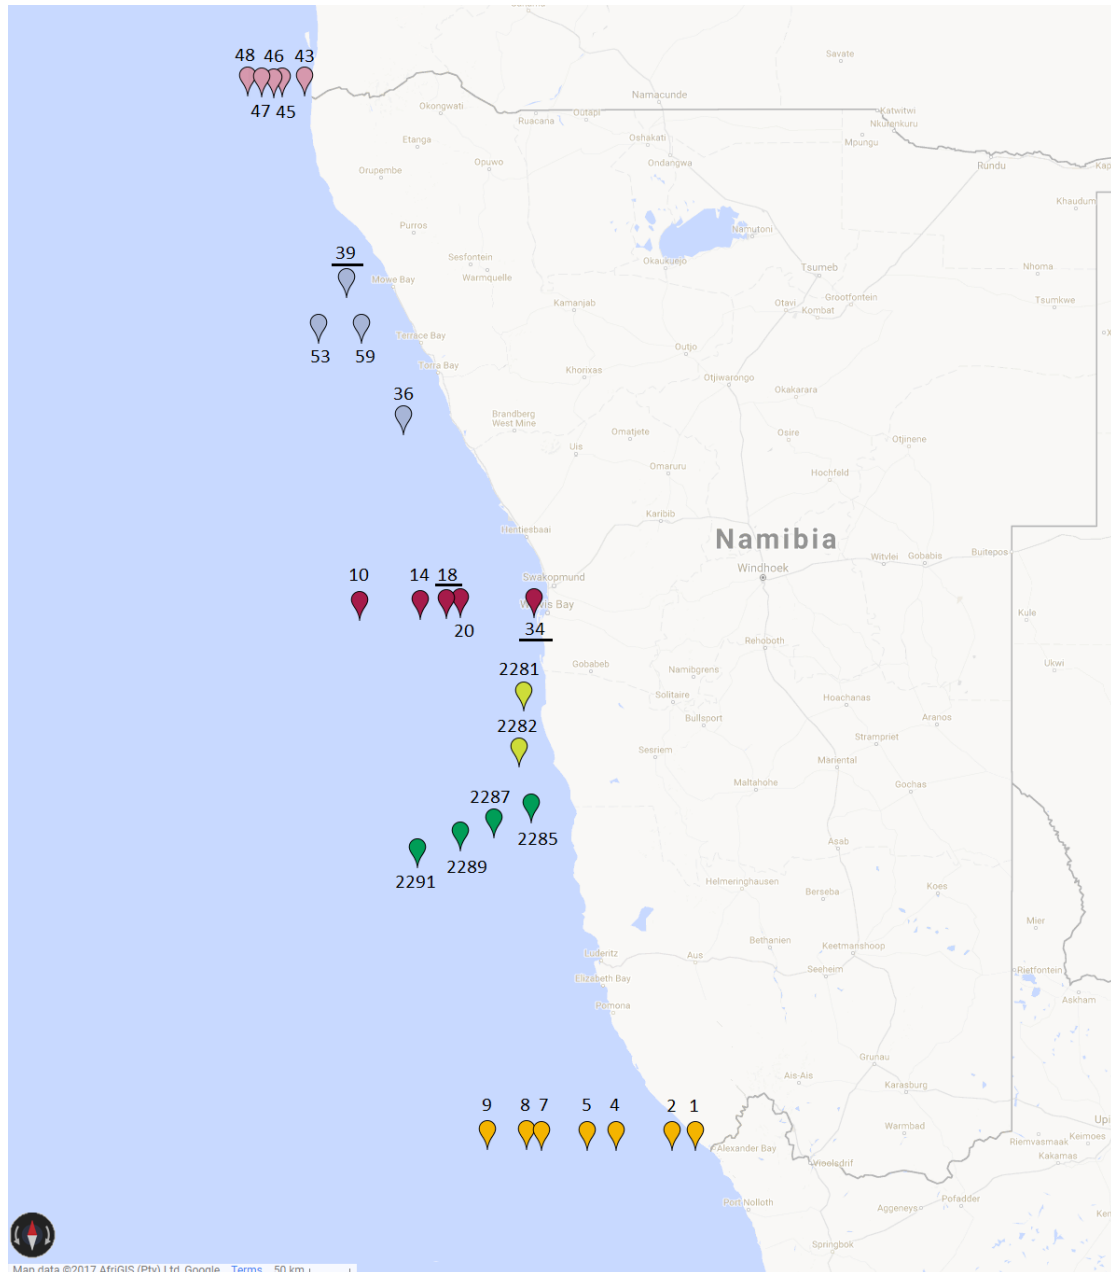 48 46 43
47 45
Savate
Namacunde
Okongwati
Ruacana
Outapi
Katwitwi
Nkurenkuru
Mpungu
Etanga
Oshakati
Opuwo
Ondangwa
Orupembe
Rundu
Khaudum
Purros
Namutoni
39
Sesfontein
Warmquelle
Okaukuejo
Tsumeb
Nhoma
Mowe Bay
Kamanjab
Otavi
Kombat
Grootfontein
Tsumkwe
53 59
Terrace Bay
Torra Bay
Outjo
Khorixas
Otjiwarongo
Okakarara
36
Brandberg
West Mine
Omatjete
Uis
Osire
Otjinene
Omaruru
Hochfeld
Karibib
Hentiesbaai
Namibia
Windhoek
Witvlei
Gobabis
Buitepos
10 14 18
Swakopmund
20
34
Kule
Rehoboth
2281
Gobabeb
Namibgrens
Ukwi
Solitaire
Hoachanas
2282
Bullsport
Aranos
Strampriet
Sesriem
Mariental
Maltahohe
Gochas
2287
2285
2289
2291
Asab
Helmeringhausen
Berseba
Koes
Mier
Bethanien
Keetmanshoop
Luderitz
Aus
Seeheim
Rietfontein
Elizabeth Bay
Askham
Pomona
Grunau
Ais-Ais
Karasburg
9 8 7 5 4 2 1
Alexander Bay
Warmbad
Upi
Riemvasmaak
Keimoes
Kakamas
Vioolsdrif
Port Nolloth
Aggeneys
Pofadder
Springbok
Map data ©2017 AfriGIS (Pty) Ltd, Google Terms 50 km